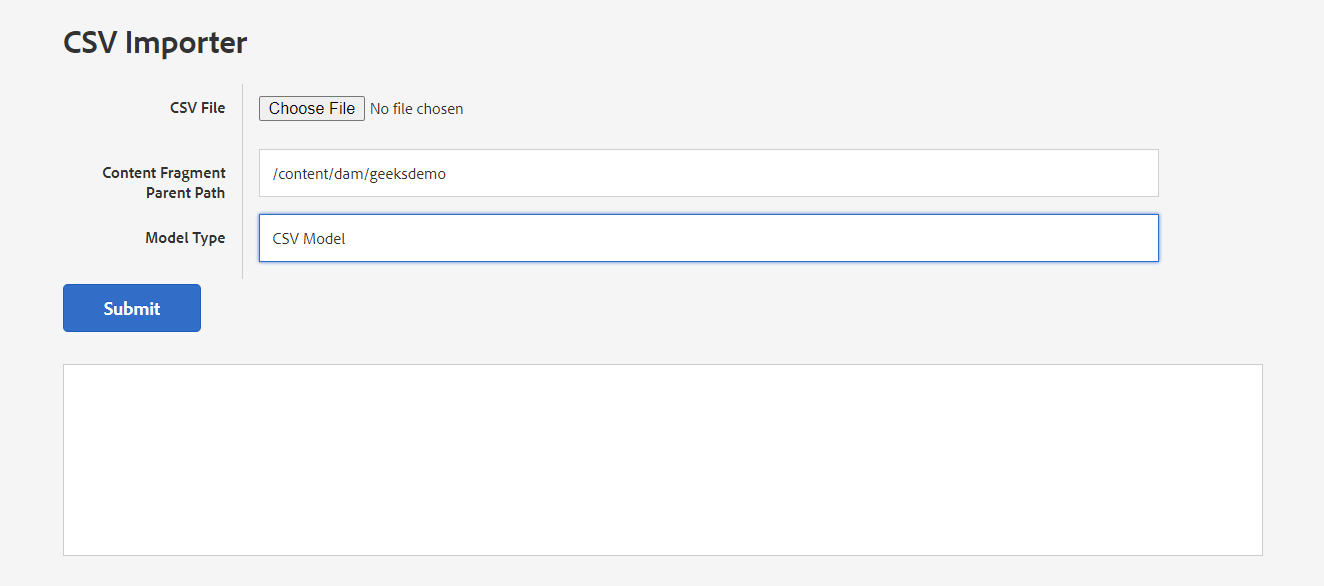 CSV Importer
CSV File
Choose File No file chosen
Content Fragment
Parent Path
/content/dam/geeksdemo
Model Type
CSV Model
Submit